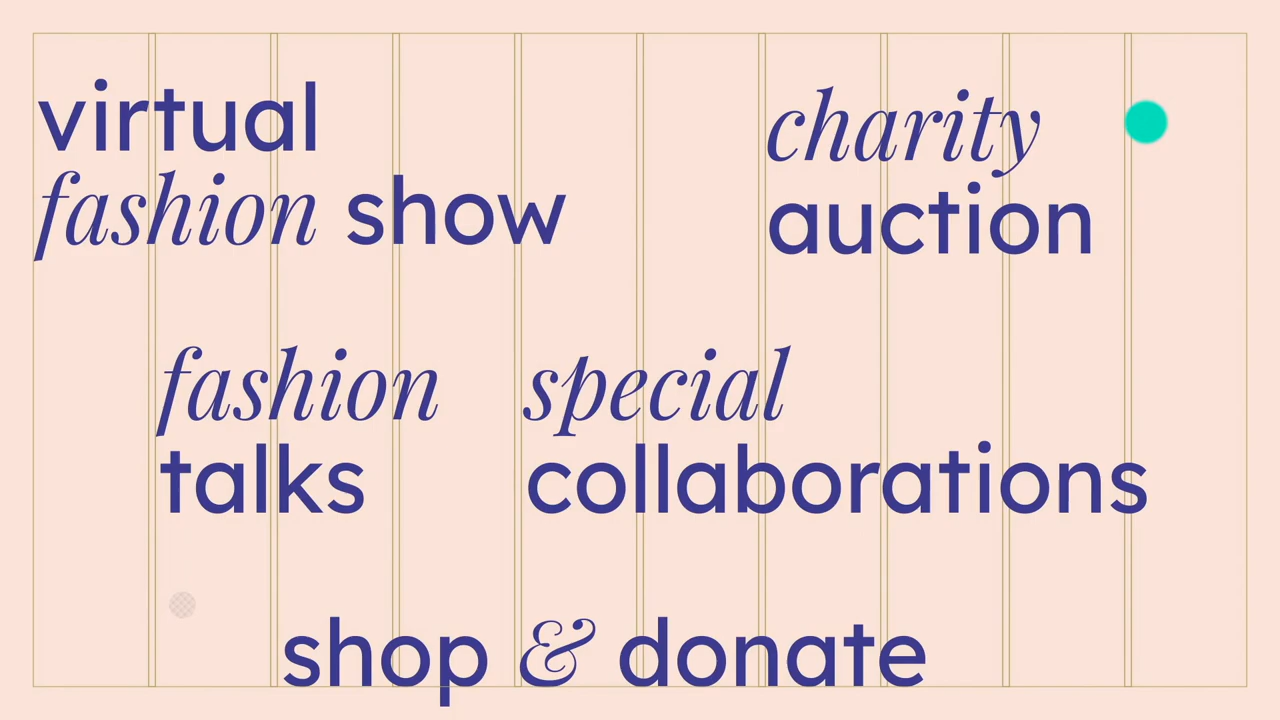 virtual
fashion show
charity
auction
fashion
talks
special
collaborations
shop & donate